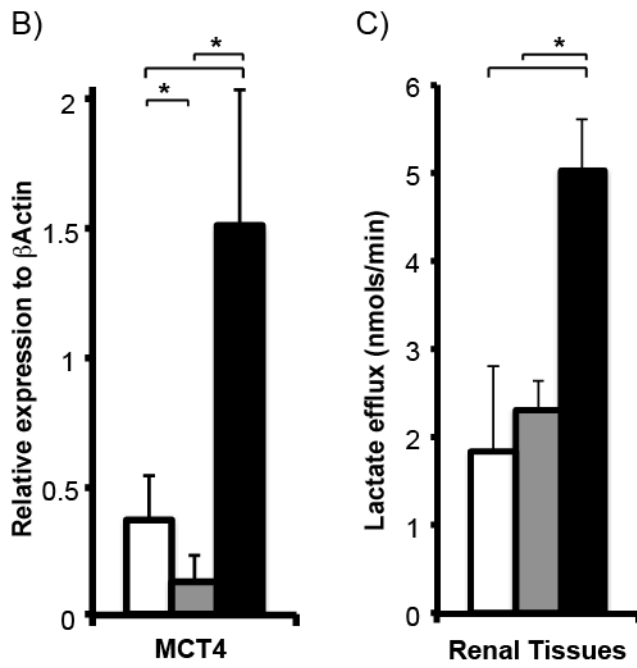 B)
*
*
2
1.5
1
0.5
0
Relative expression to βActin
MCT4
C)
*
6
5
4
3
2
1
0
Lactate efflux (nmols/min)
Renal Tissues